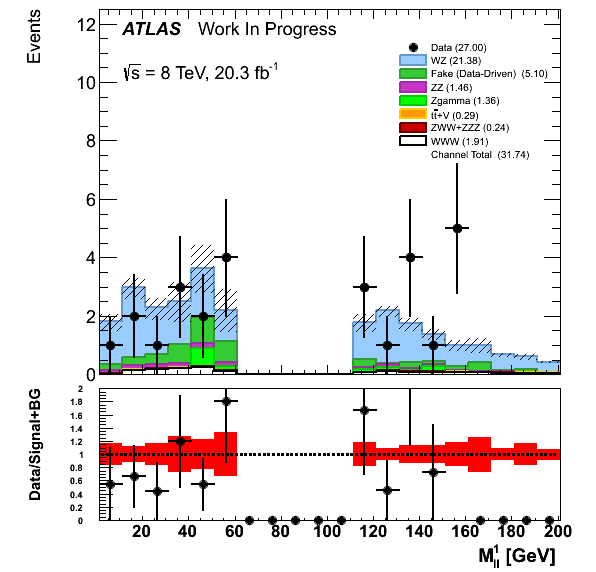 Events
ATLAS Work In Progress
√s = 8 TeV, 20.3 fb⁻¹
Data (27.00)
WZ (21.38)
Fake (Data-Driven) (5.10)
ZZ (1.46)
Zgamma (1.36)
tt̄+V (0.29)
ZWW+ZZZ (0.24)
WWW (1.91)
Channel Total (31.74)
12
10
8
6
4
2
0
Data/Signal+BG
2
1.8
1.6
1.4
1.2
1
0.8
0.6
0.4
0.2
0
20 40 60 80 100 120 140 160 180 200
M¹ll [GeV]